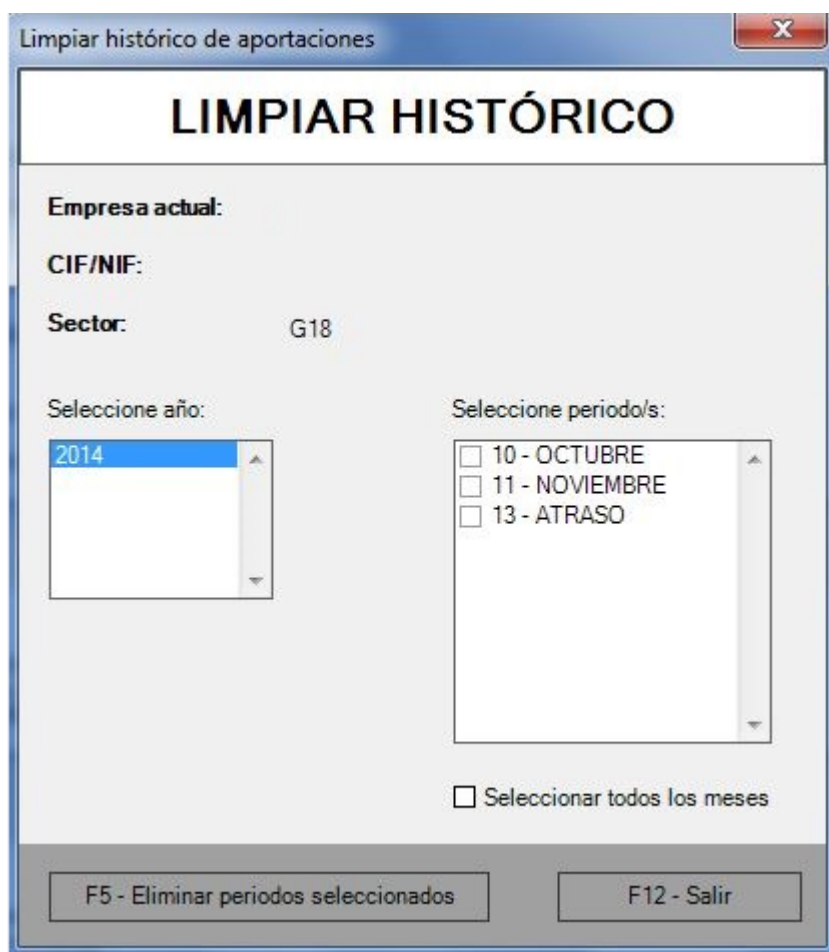 Limpiar histórico de aportaciones
LIMPIAR HISTÓRICO
Empresa actual:
CIF/NIF:
Sector: G18
Seleccione año:
2014
Seleccione periodo/s:
10 - OCTUBRE
11 - NOVIEMBRE
13 - ATRASO
Seleccionar todos los meses
F5 - Eliminar periodos seleccionados
F12 - Salir